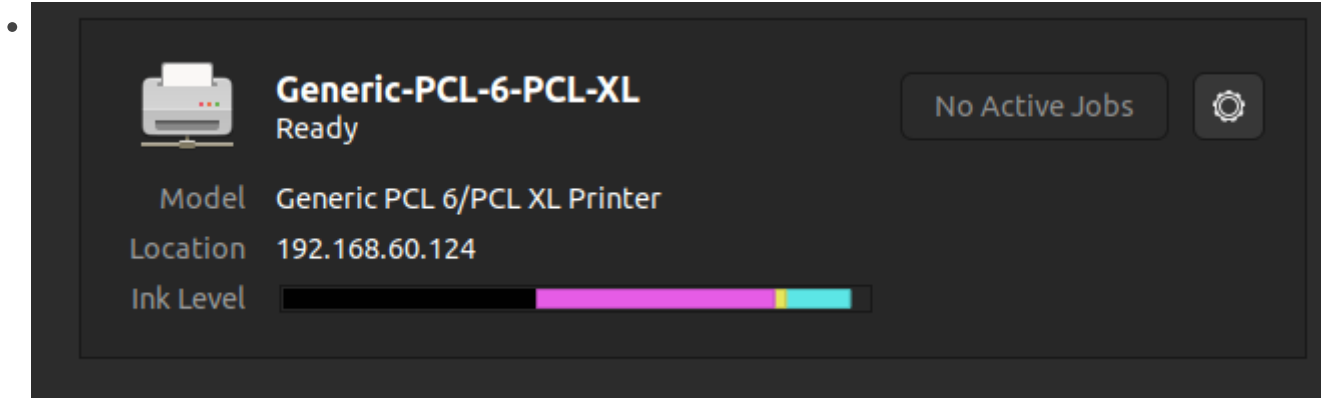 Generic-PCL-6-PCL-XL
Ready
No Active Jobs
Model Generic PCL 6/PCL XL Printer
Location 192.168.60.124
Ink Level